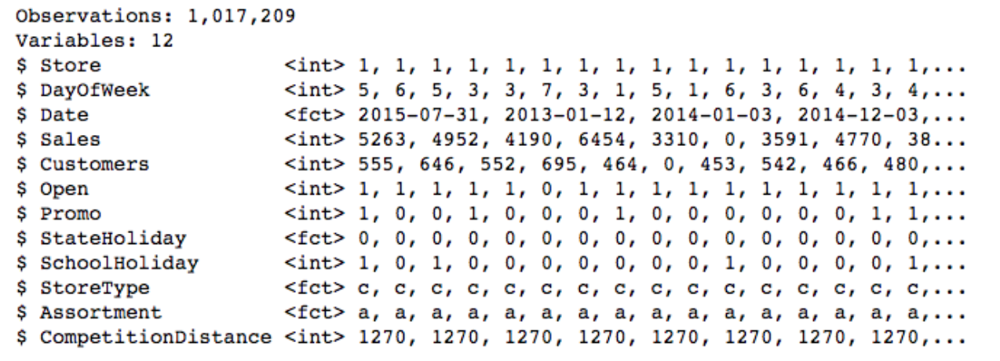 Observations: 1,017,209
Variables: 12
$ Store <int> 1, 1, 1, 1, 1, 1, 1, 1, 1, 1, 1, 1, 1, 1, 1, 1,...
$ DayOfWeek <int> 5, 6, 5, 3, 3, 7, 3, 1, 5, 1, 6, 3, 6, 4, 3, 4,...
$ Date <fct> 2015-07-31, 2013-01-12, 2014-01-03, 2014-12-03,...
$ Sales <int> 5263, 4952, 4190, 6454, 3310, 0, 3591, 4770, 38...
$ Customers <int> 555, 646, 552, 695, 464, 0, 453, 542, 466, 480,...
$ Open <int> 1, 1, 1, 1, 1, 0, 1, 1, 1, 1, 1, 1, 1, 1, 1, 1,...
$ Promo <int> 1, 0, 0, 1, 0, 0, 0, 1, 0, 0, 0, 0, 0, 0, 1, 1,...
$ StateHoliday <fct> 0, 0, 0, 0, 0, 0, 0, 0, 0, 0, 0, 0, 0, 0, 0, 0,...
$ SchoolHoliday <int> 1, 0, 1, 0, 0, 0, 0, 0, 0, 0, 1, 0, 0, 0, 0, 1,...
$ StoreType <fct> c, c, c, c, c, c, c, c, c, c, c, c, c, c, c, c,...
$ Assortment <fct> a, a, a, a, a, a, a, a, a, a, a, a, a, a, a, a,...
$ CompetitionDistance <int> 1270, 1270, 1270, 1270, 1270, 1270, 1270, 1270,...